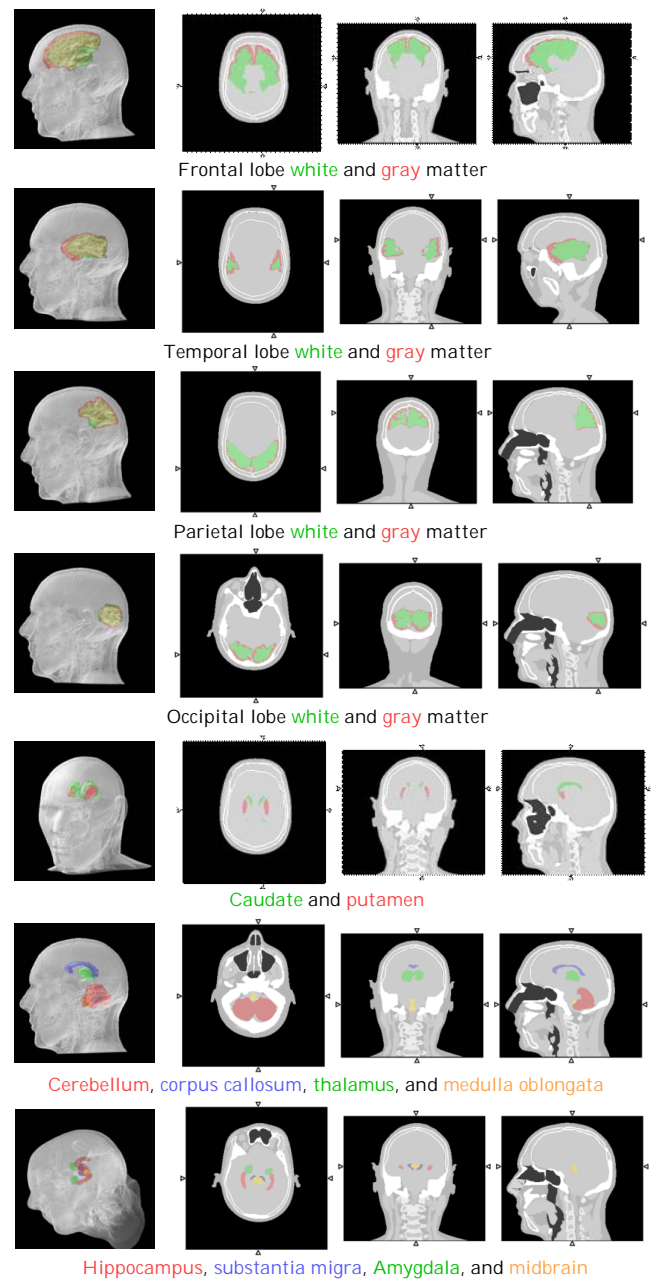 Frontal lobe white and gray matter
Temporal lobe white and gray matter
Parietal lobe white and gray matter
Occipital lobe white and gray matter
Caudate and putamen
Cerebellum, corpus callosum, thalamus, and medulla oblongata
Hippocampus, substantia migra, Amygdala, and midbrain